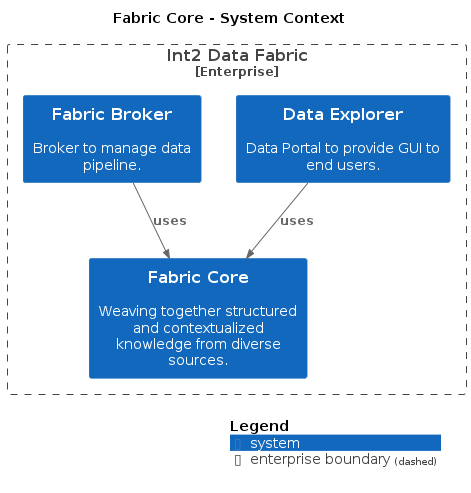 Fabric Core - System Context
Int2 Data Fabric
[Enterprise]
Fabric Broker
Broker to manage data
pipeline.
Data Explorer
Data Portal to provide GUI to
end users.
uses
uses
Fabric Core
Weaving together structured
and contextualized
knowledge from diverse
sources.
Legend
system
enterprise boundary (dashed)